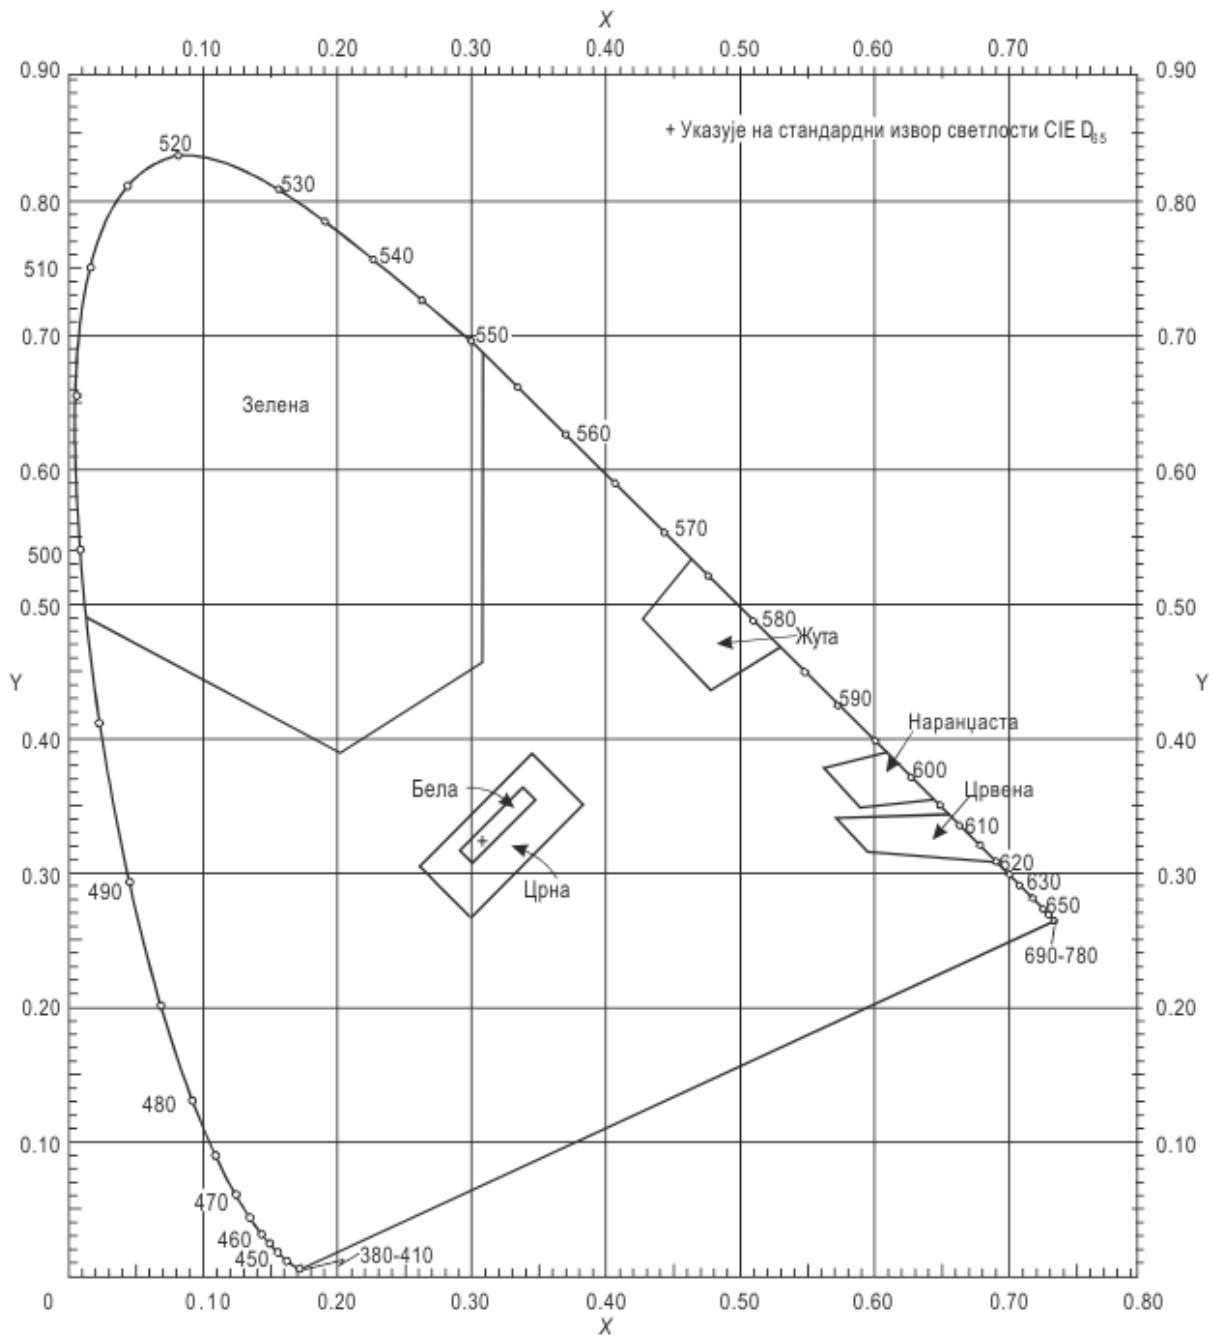 X
0.10 0.20 0.30 0.40 0.50 0.60 0.70
0.90 0.90
+ Указује на стандардни извор светлости CIE D65
520
530
0.80 0.80
540
510
0.70 550 0.70
Зелена
560
0.60 0.60
570
500
0.50 0.50
580
Жута
Y Y
590
Наранџаста
0.40 0.40
600
Бела Црвена
610
620
0.30 0.30
630
490 Црна
650
690-780
0.20 0.20
480
0.10 0.10
470
460
450 380-410
0 0.10 0.20 0.30 0.40 0.50 0.60 0.70 0.80
X